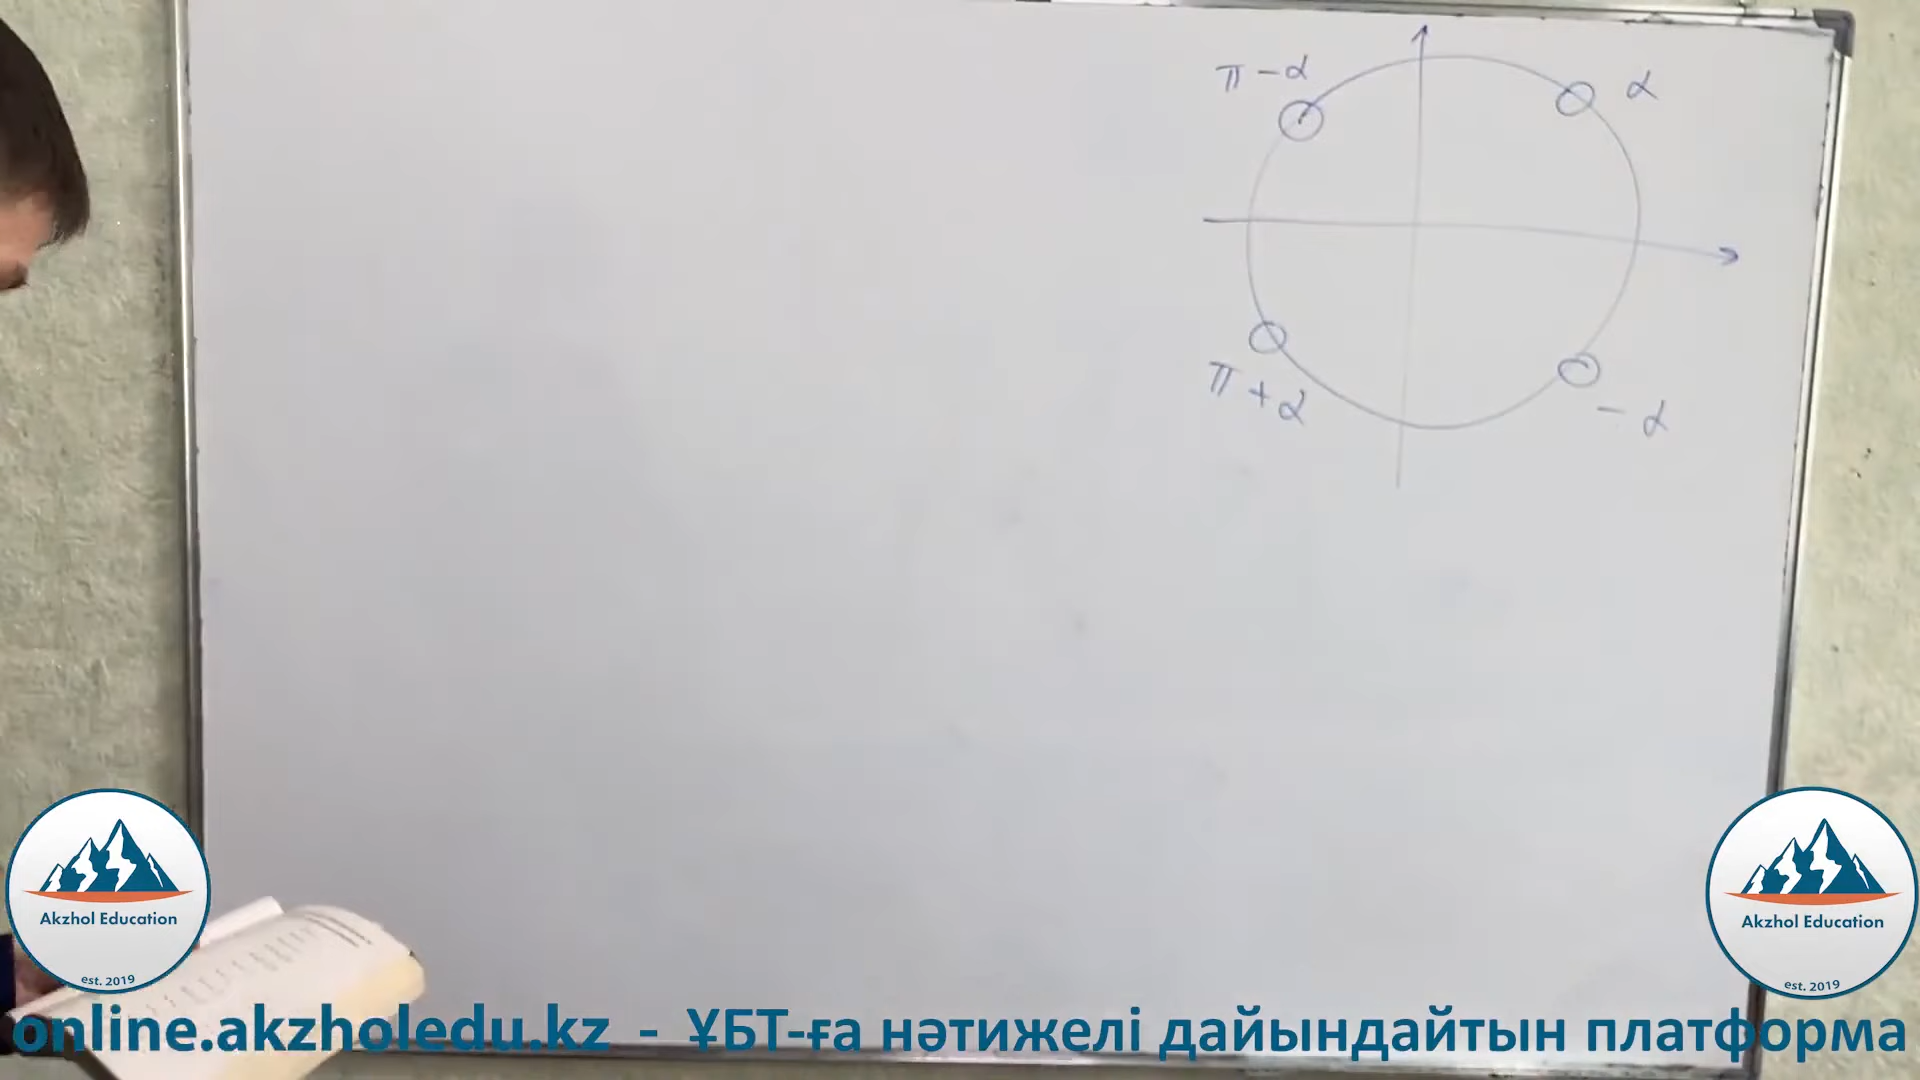 π - α
α
π + α
- α
Akzhol Education
est. 2019
Akzhol Education
est. 2019
online.akzholedu.kz - ҰБТ-ға нәтижелі дайындайтын платформа